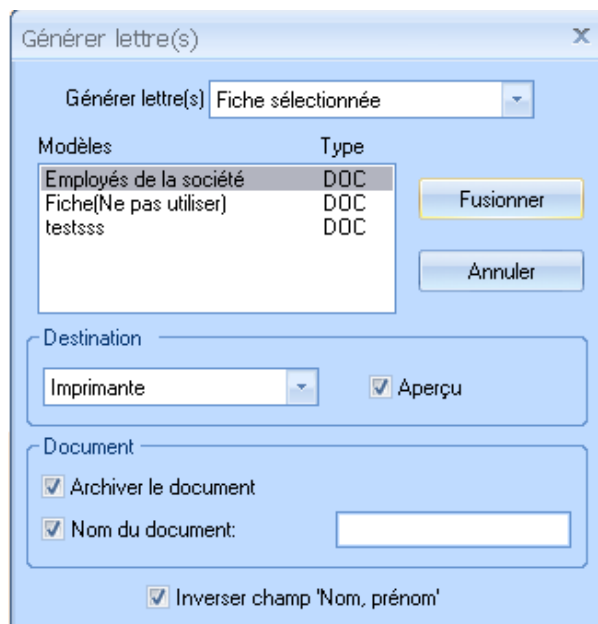 Générer lettre(s)
Générer lettre(s) Fiche sélectionnée
Modèles Type
Employés de la société DOC
Fiche(Ne pas utiliser) DOC
testsss DOC
Fusionner
Annuler
Destination
Imprimante Aperçu
Document
Archiver le document
Nom du document:
Inverser champ 'Nom, prénom'